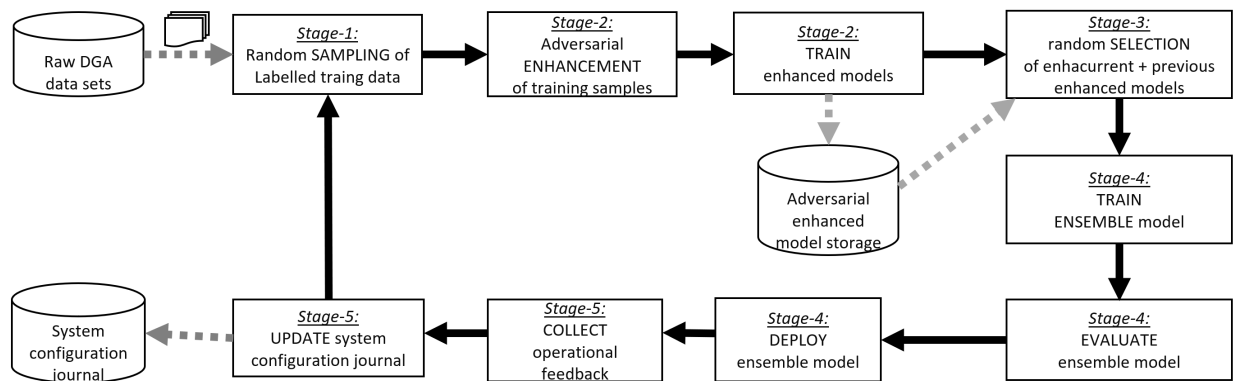 Raw DGA
data sets
Stage-1:
Random SAMPLING of
Labelled traing data
Stage-2:
Adversarial
ENHANCEMENT
of training samples
Stage-2:
TRAIN
enhanced models
Stage-3:
random SELECTION
of enhacurrent + previous
enhanced models
Adversarial
enhanced
model storage
Stage-4:
TRAIN
ENSEMBLE model
System
configuration
journal
Stage-5:
UPDATE system
configuration journal
Stage-5:
COLLECT
operational
feedback
Stage-4:
DEPLOY
ensemble model
Stage-4:
EVALUATE
ensemble model